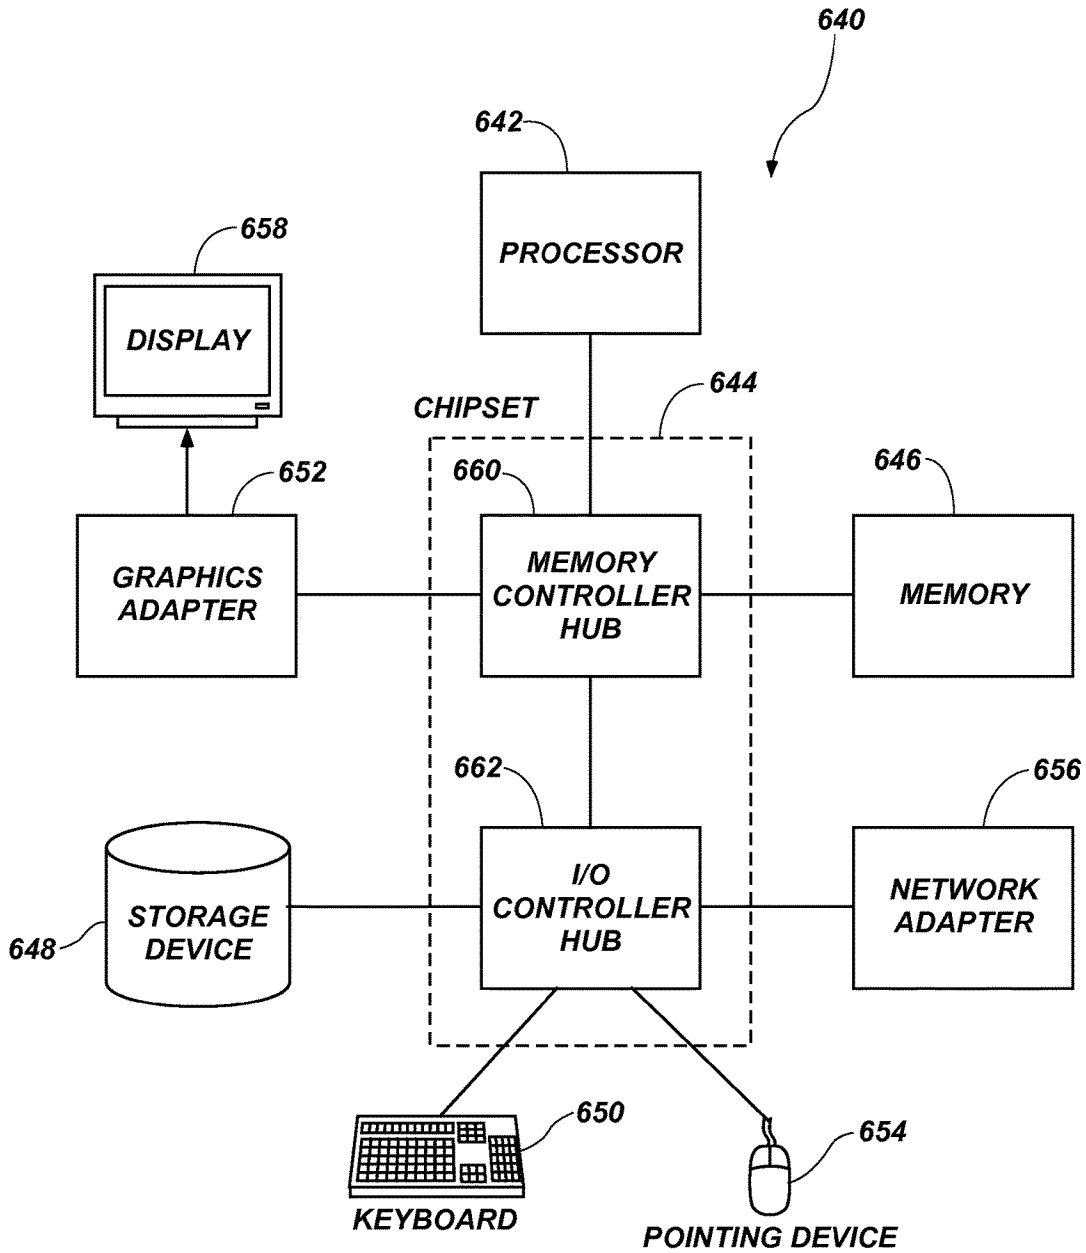 640
642
PROCESSOR
658
DISPLAY
644
CHIPSET
652
660
646
GRAPHICS
ADAPTER
MEMORY
CONTROLLER
HUB
MEMORY
662
656
STORAGE
DEVICE
648
I/O
CONTROLLER
HUB
NETWORK
ADAPTER
650
KEYBOARD
654
POINTING DEVICE